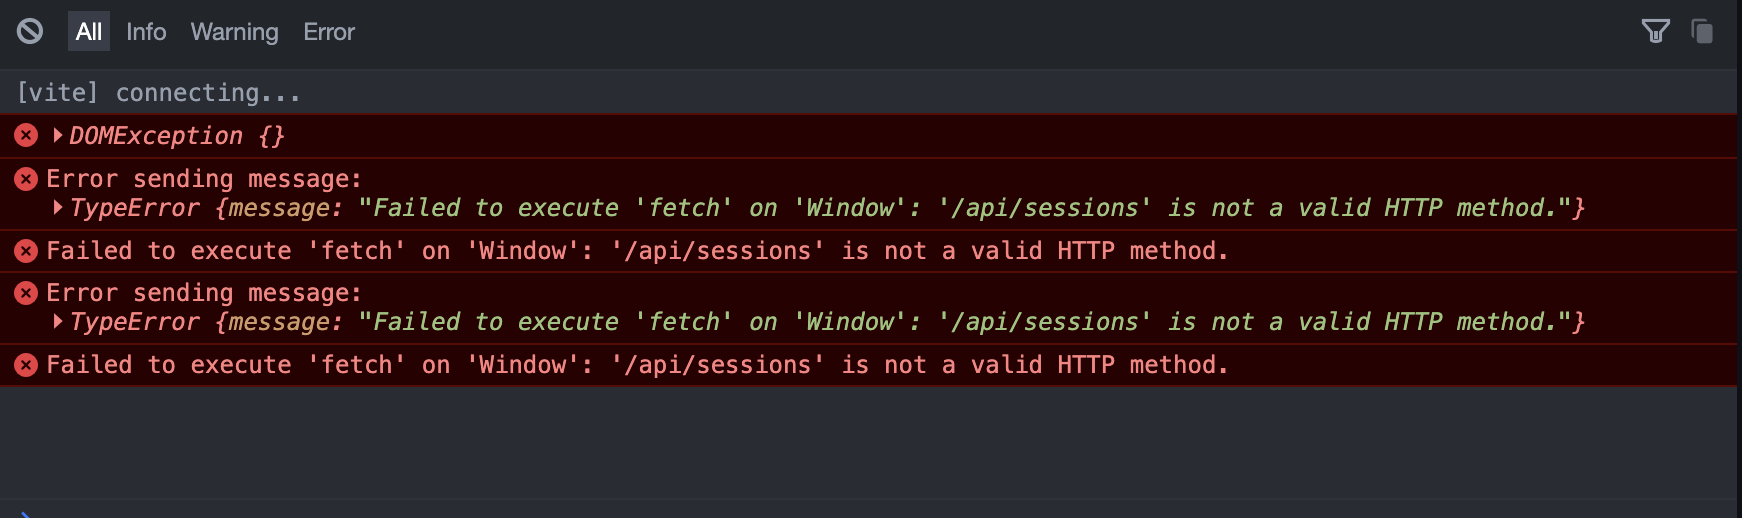 All Info Warning Error
[vite] connecting...
DOMException {}
Error sending message:
TypeError {message: "Failed to execute 'fetch' on 'Window': '/api/sessions' is not a valid HTTP method."}
Failed to execute 'fetch' on 'Window': '/api/sessions' is not a valid HTTP method.
Error sending message:
TypeError {message: "Failed to execute 'fetch' on 'Window': '/api/sessions' is not a valid HTTP method."}
Failed to execute 'fetch' on 'Window': '/api/sessions' is not a valid HTTP method.